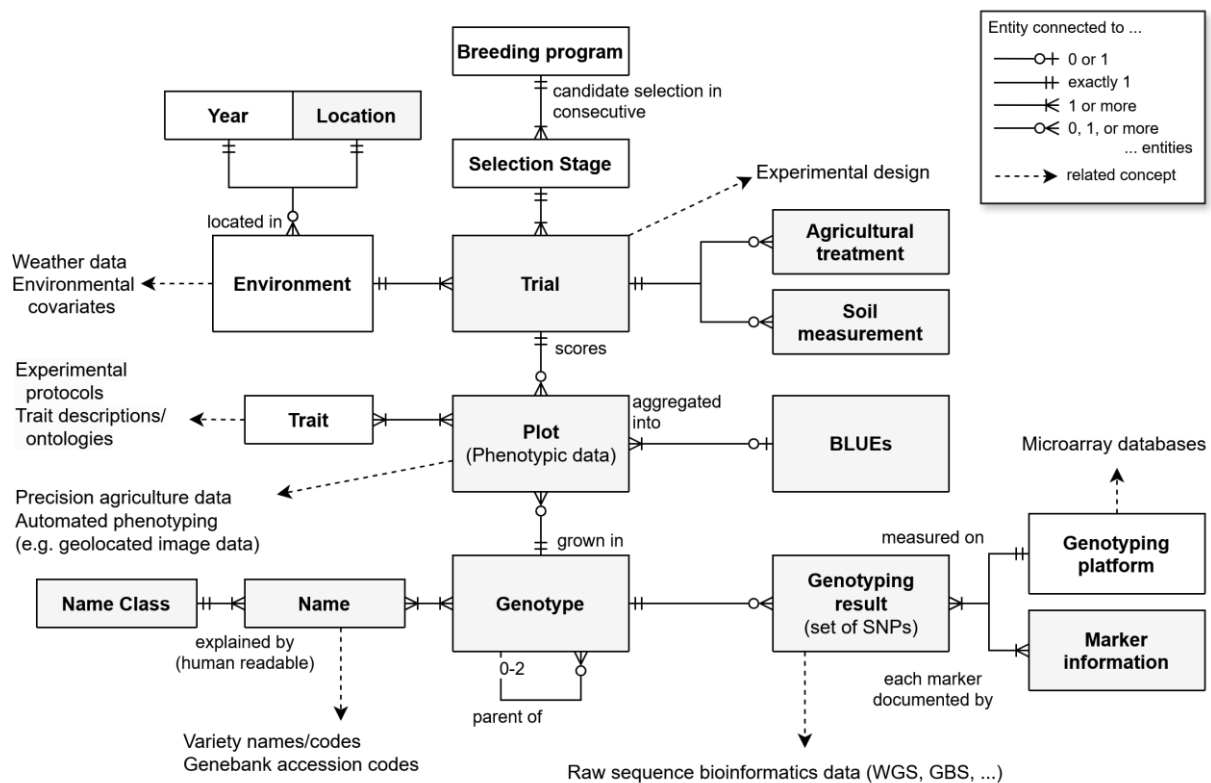 Breeding program
Entity connected to ...
0 or 1
exactly 1
1 or more
0, 1, or more
... entities
related concept
candidate selection in
consecutive
Year
Location
Selection Stage
Experimental design
located in
Agricultural
treatment
Weather data
Environmental
covariates
Environment
Trial
Soil
measurement
scores
Experimental
protocols
Trait descriptions/
ontologies
Trait
Plot
(Phenotypic data)
aggregated
into
BLUEs
Microarray databases
Precision agriculture data
Automated phenotyping
(e.g. geolocated image data)
grown in
measured on
Genotyping
platform
Name Class
Name
Genotype
Genotyping
result
(set of SNPs)
explained by
(human readable)
0-2
parent of
Marker
information
each marker
documented by
Variety names/codes
Genebank accession codes
Raw sequence bioinformatics data (WGS, GBS, ...)